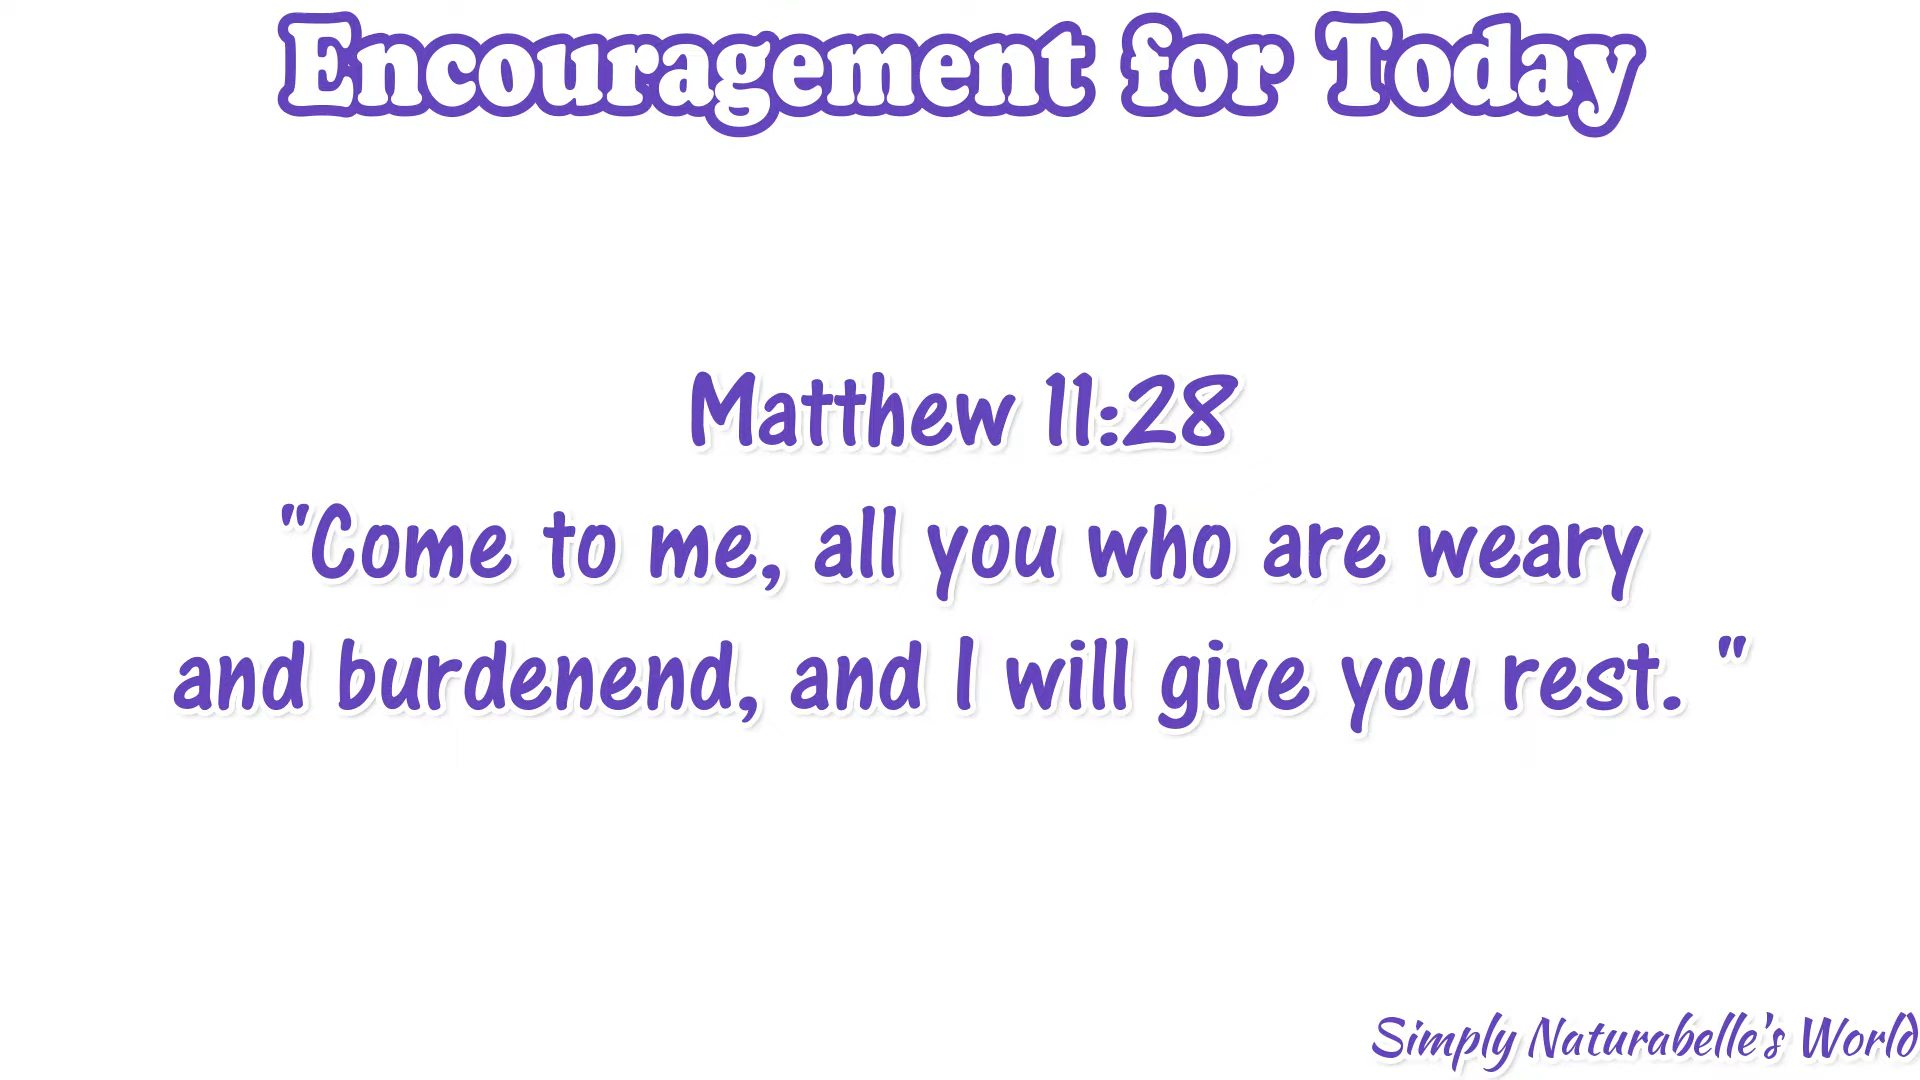 Encouragement for Today
Matthew 11:28
"Come to me, all you who are weary
and burdenend, and I will give you rest. "
Simply Naturabelle's World